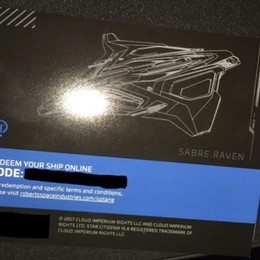 SABRE RAVEN
DEEM YOUR SHIP ONLINE
ODE:
redemption and specific terms and conditions,
se visit robertsspaceindustries.com/optane
© 2017 CLOUD IMPERIUM RIGHTS LLC AND CLOUD IMPERIUM
RIGHTS LTD. STAR CITIZEN® IS A REGISTERED TRADEMARK OF
CLOUD IMPERIUM RIGHTS LLC